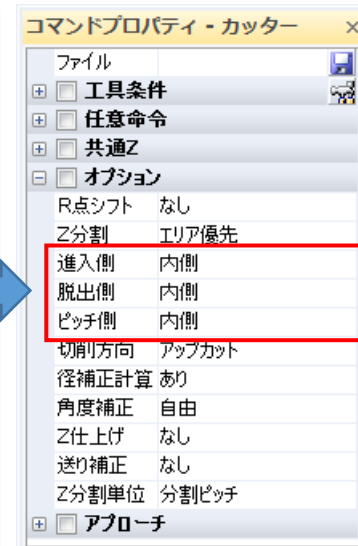 コマンドプロパティ - カッター ×
ファイル
工具条件
任意命令
共通Z
オプション
R点シフト なし
Z分割 エリア優先
進入側 内側
脱出側 内側
ピッチ側 内側
切削方向 アップカット
径補正計算 あり
角度補正 自由
Z仕上げ なし
送り補正 なし
Z分割単位 分割ピッチ
アプローチ